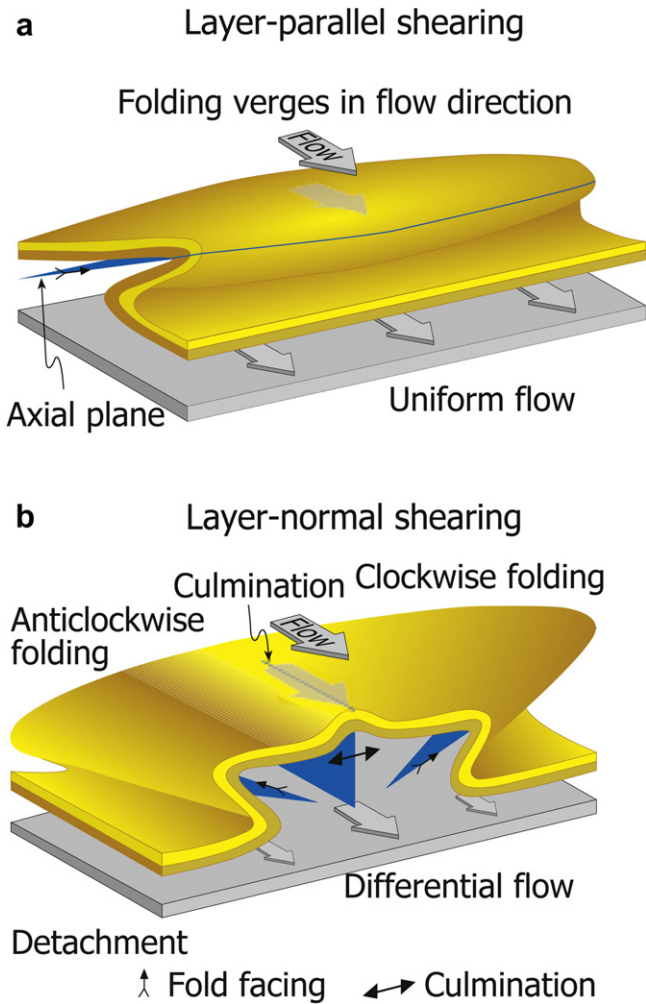 a
Layer-parallel shearing
Folding verges in flow direction
Flow
Axial plane
Uniform flow
b
Layer-normal shearing
Culmination
Clockwise folding
Anticlockwise
folding
Flow
Differential flow
Detachment
Fold facing
Culmination